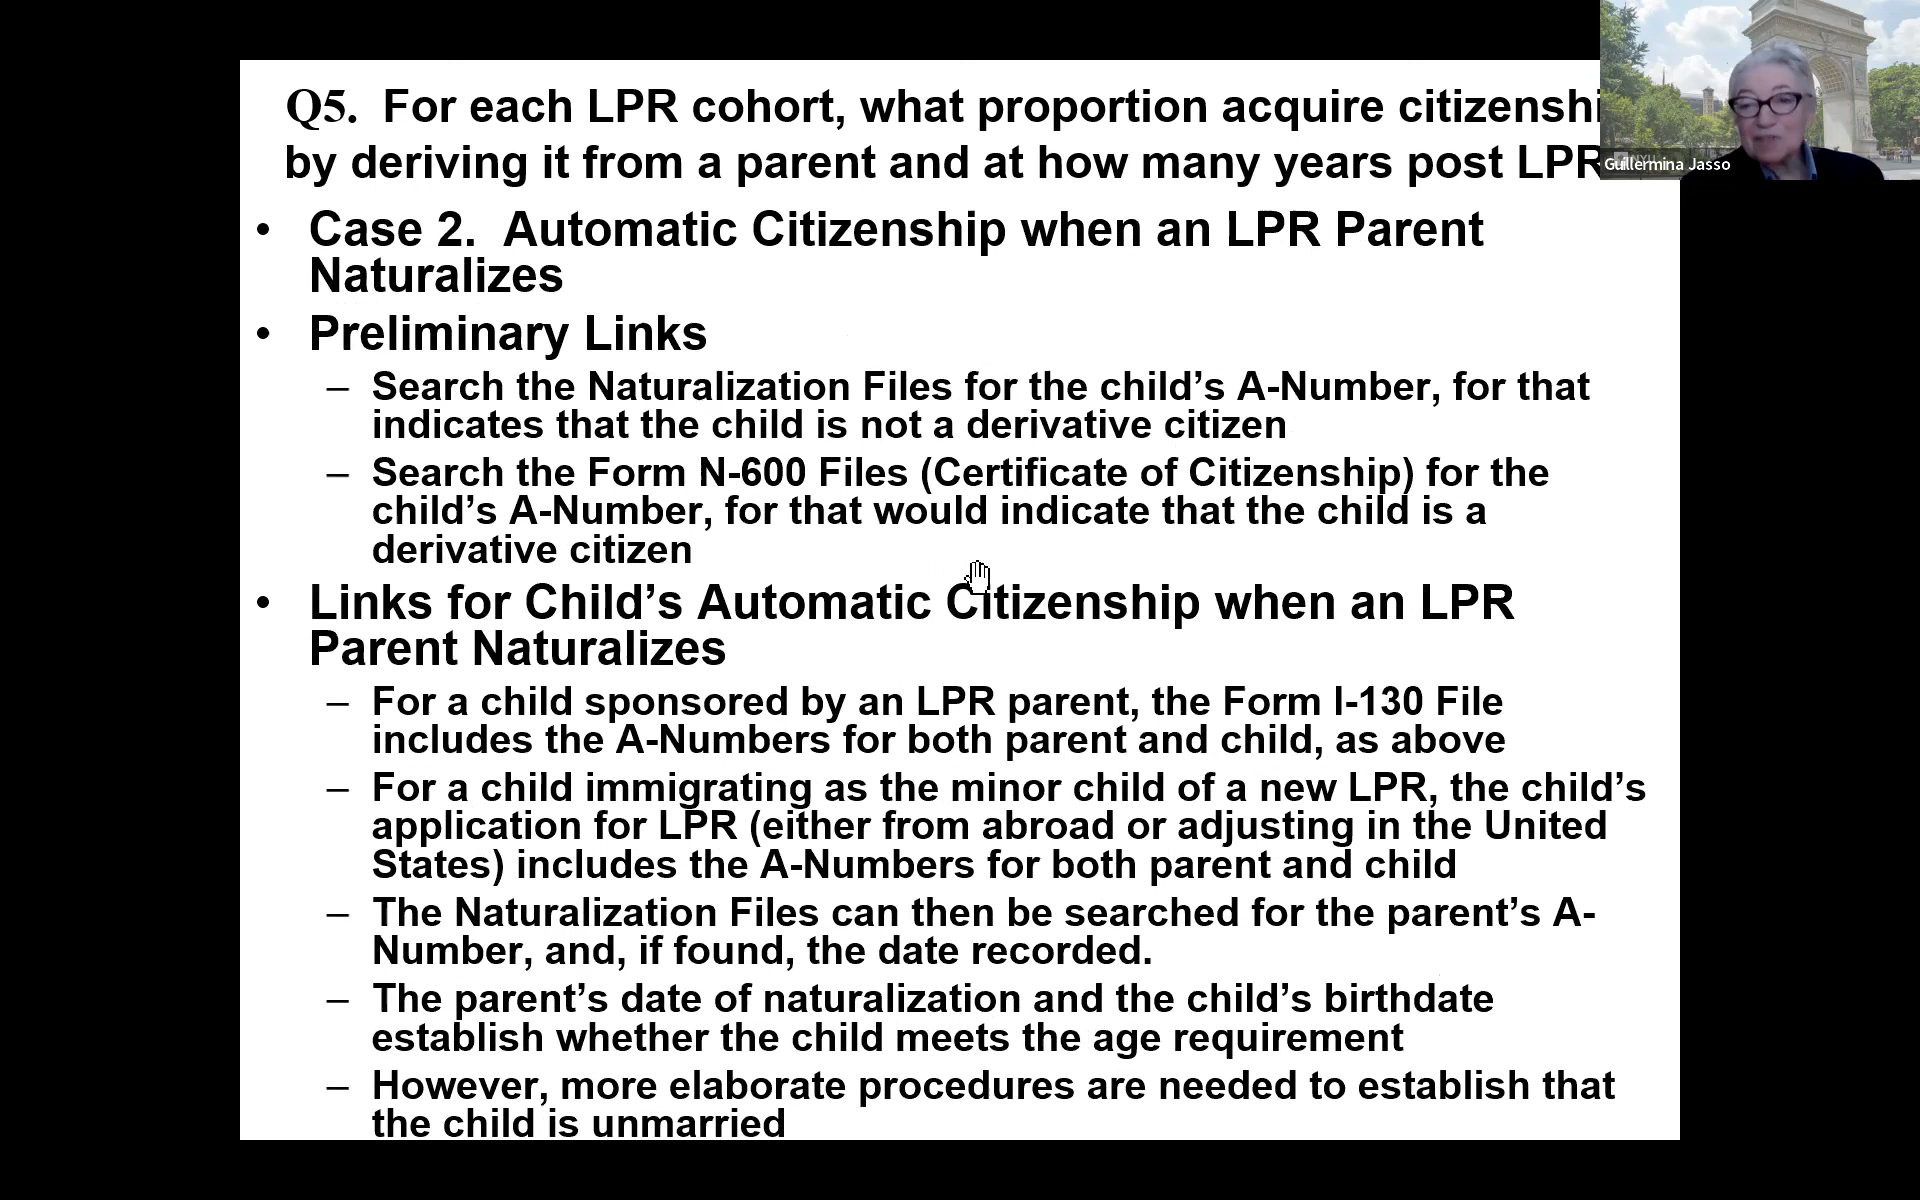 Q5. For each LPR cohort, what proportion acquire citizenshi
by deriving it from a parent and at how many years post LPR
Guillermina Jasso
• Case 2. Automatic Citizenship when an LPR Parent
Naturalizes
• Preliminary Links
– Search the Naturalization Files for the child’s A-Number, for that
indicates that the child is not a derivative citizen
– Search the Form N-600 Files (Certificate of Citizenship) for the
child’s A-Number, for that would indicate that the child is a
derivative citizen
• Links for Child’s Automatic Citizenship when an LPR
Parent Naturalizes
– For a child sponsored by an LPR parent, the Form I-130 File
includes the A-Numbers for both parent and child, as above
– For a child immigrating as the minor child of a new LPR, the child’s
application for LPR (either from abroad or adjusting in the United
States) includes the A-Numbers for both parent and child
– The Naturalization Files can then be searched for the parent’s A-
Number, and, if found, the date recorded.
– The parent’s date of naturalization and the child’s birthdate
establish whether the child meets the age requirement
– However, more elaborate procedures are needed to establish that
the child is unmarried